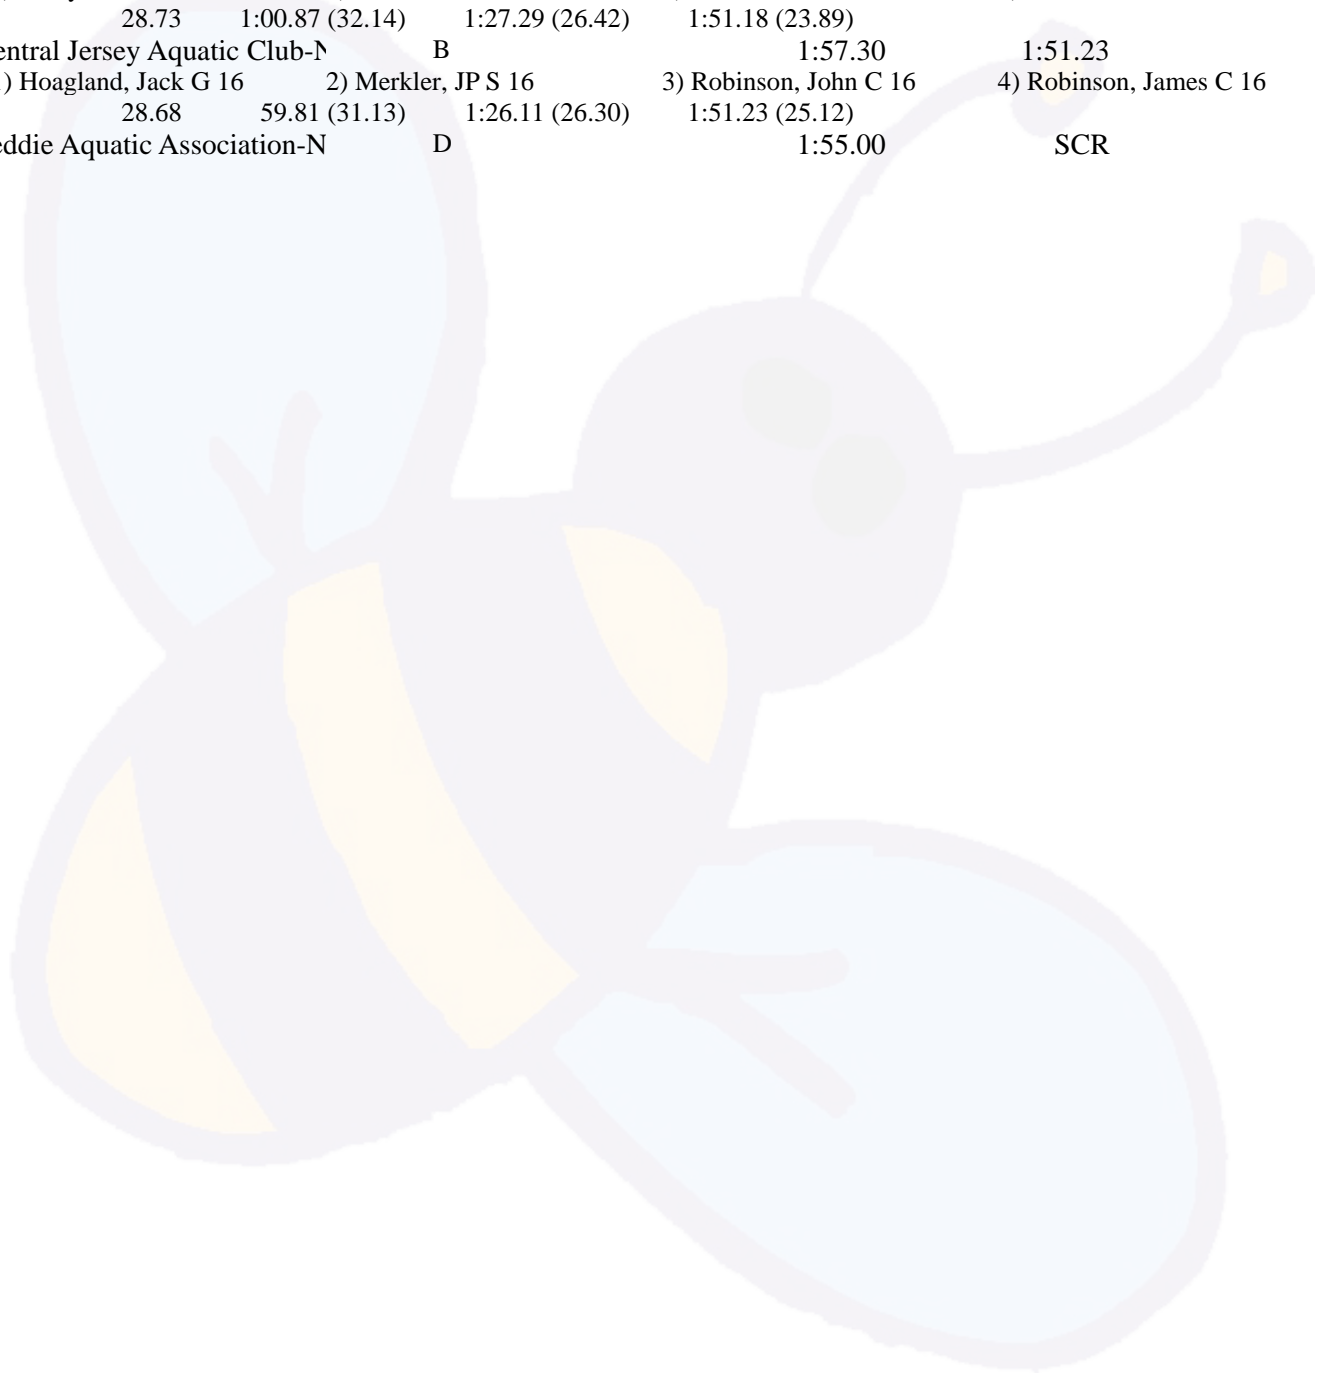 28.73 1:00.87 (32.14) 1:27.29 (26.42) 1:51.18 (23.89)
entral Jersey Aquatic Club-N B 1:57.30 1:51.23
) Hoagland, Jack G 16 2) Merkler, JP S 16 3) Robinson, John C 16 4) Robinson, James C 16
28.68 59.81 (31.13) 1:26.11 (26.30) 1:51.23 (25.12)
eddie Aquatic Association-N D 1:55.00 SCR